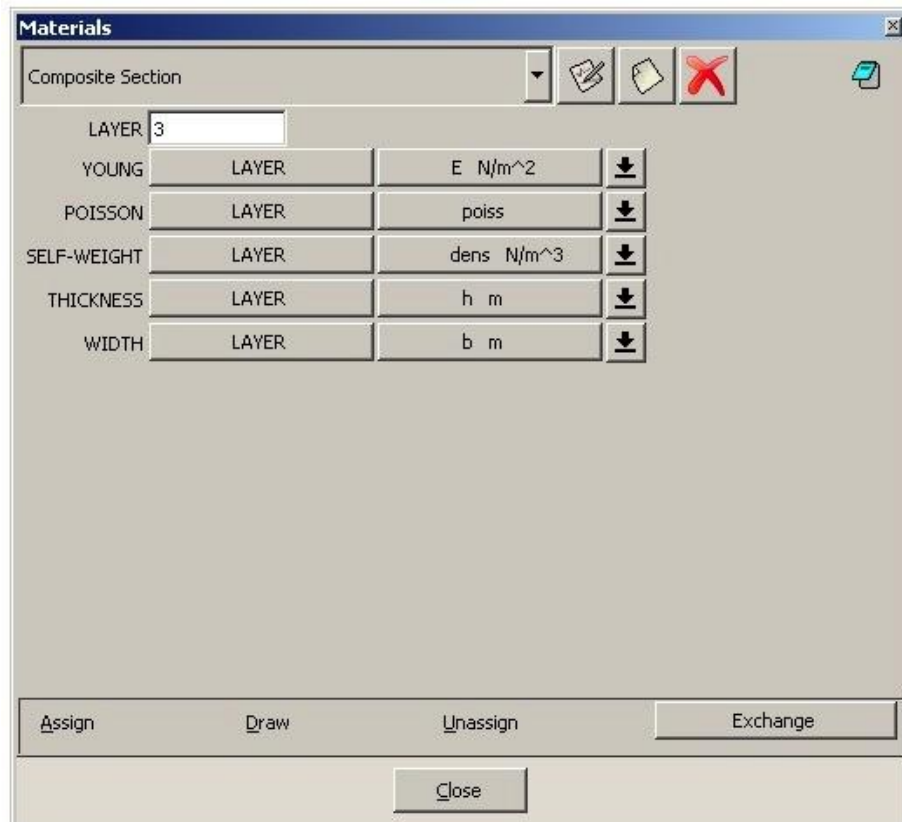 Materials
Composite Section
LAYER 3
YOUNG LAYER E N/m^2
POISSON LAYER poiss
SELF-WEIGHT LAYER dens N/m^3
THICKNESS LAYER h m
WIDTH LAYER b m
Assign Draw Unassign Exchange
Close